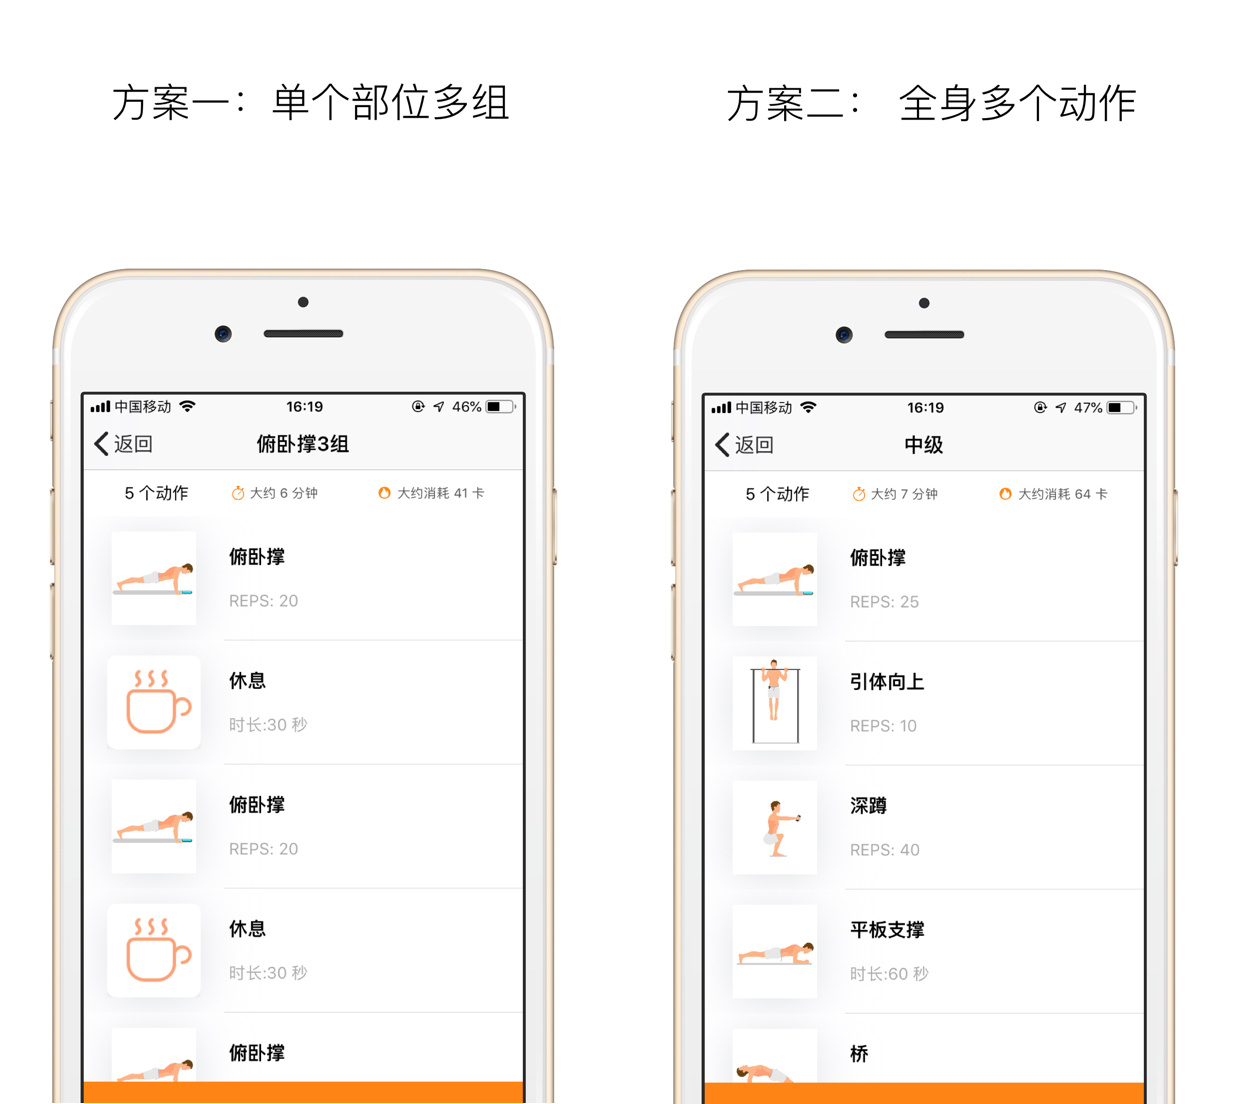 方案一：单个部位多组
方案二： 全身多个动作
中国移动 16:19 46%
返回 俯卧撑3组
5 个动作 大约 6 分钟 大约消耗 41 卡
俯卧撑
REPS: 20
休息
时长:30 秒
俯卧撑
REPS: 20
休息
时长:30 秒
俯卧撑
中国移动 16:19 47%
返回 中级
5 个动作 大约 7 分钟 大约消耗 64 卡
俯卧撑
REPS: 25
引体向上
REPS: 10
深蹲
REPS: 40
平板支撑
时长:60 秒
桥